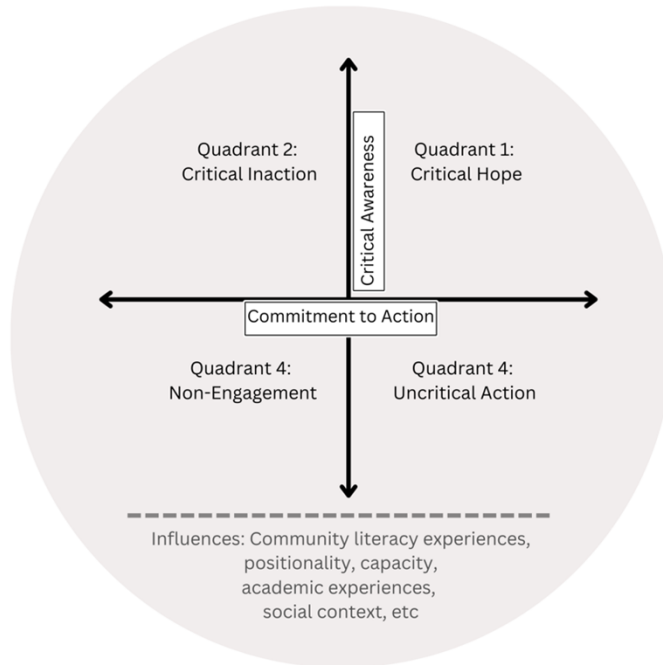 Quadrant 2:
Critical Inaction
Critical Awareness
Quadrant 1:
Critical Hope
Commitment to Action
Quadrant 4:
Non-Engagement
Quadrant 4:
Uncritical Action
Influences: Community literacy experiences,
positionality, capacity,
academic experiences,
social context, etc